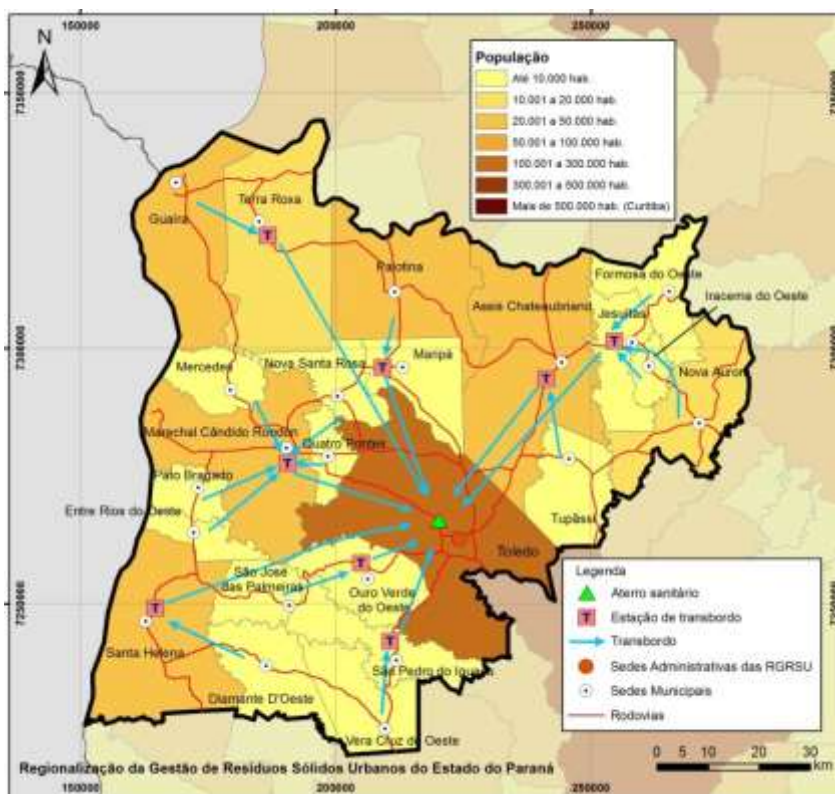 150000
200000
250000
N
7350000
7350000
População
Até 10.000 hab.
10.001 a 20.000 hab.
20.001 a 50.000 hab.
50.001 a 100.000 hab.
100.001 a 300.000 hab.
300.001 a 500.000 hab.
Mais de 500.000 hab. (Curitiba)
Guaíra
Terra Roxa
Palotina
Assis Chateaubriand
Formosa do Oeste
Iracema do Oeste
Jesuítas
7300000
7300000
Mercedes
Nova Santa Rosa
Maripá
Nova Aurora
Marechal Cândido Rondon
Quatro Pontes
Pato Bragado
Entre Rios do Oeste
Tupãssi
Toledo
São José
das Palmeiras
Ouro Verde
do Oeste
7250000
7250000
Santa Helena
São Pedro do Iguaçu
Diamante D'Oeste
Vera Cruz do Oeste
T
T
T
T
T
T
T
T
Legenda
Aterro sanitário
T Estação de transbordo
Transbordo
Sedes Administrativas das RGRSU
Sedes Municipais
Rodovias
0 5 10 20 30
km
Regionalização da Gestão de Resíduos Sólidos Urbanos do Estado do Paraná
150000
200000
250000